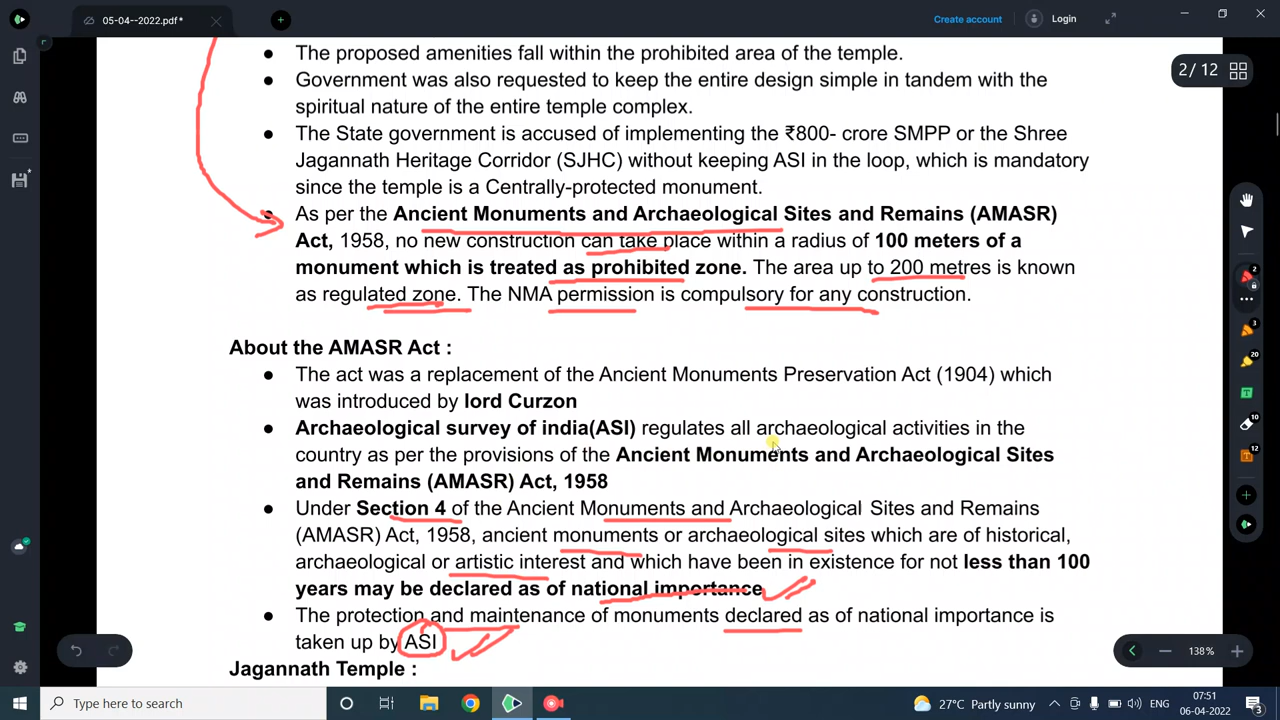 05-04--2022.pdf*
Create account
Login
2 / 12
● The proposed amenities fall within the prohibited area of the temple.
● Government was also requested to keep the entire design simple in tandem with the
spiritual nature of the entire temple complex.
● The State government is accused of implementing the ₹800- crore SMPP or the Shree
Jagannath Heritage Corridor (SJHC) without keeping ASI in the loop, which is mandatory
since the temple is a Centrally-protected monument.
● As per the Ancient Monuments and Archaeological Sites and Remains (AMASR)
Act, 1958, no new construction can take place within a radius of 100 meters of a
monument which is treated as prohibited zone. The area up to 200 metres is known
as regulated zone. The NMA permission is compulsory for any construction.
About the AMASR Act :
● The act was a replacement of the Ancient Monuments Preservation Act (1904) which
was introduced by lord Curzon
● Archaeological survey of india(ASI) regulates all archaeological activities in the
country as per the provisions of the Ancient Monuments and Archaeological Sites
and Remains (AMASR) Act, 1958
● Under Section 4 of the Ancient Monuments and Archaeological Sites and Remains
(AMASR) Act, 1958, ancient monuments or archaeological sites which are of historical,
archaeological or artistic interest and which have been in existence for not less than 100
years may be declared as of national importance
● The protection and maintenance of monuments declared as of national importance is
taken up by ASI
Jagannath Temple :
2
3
20
10
12
138%
Type here to search
27°C Partly sunny
ENG
07:51
06-04-2022
3